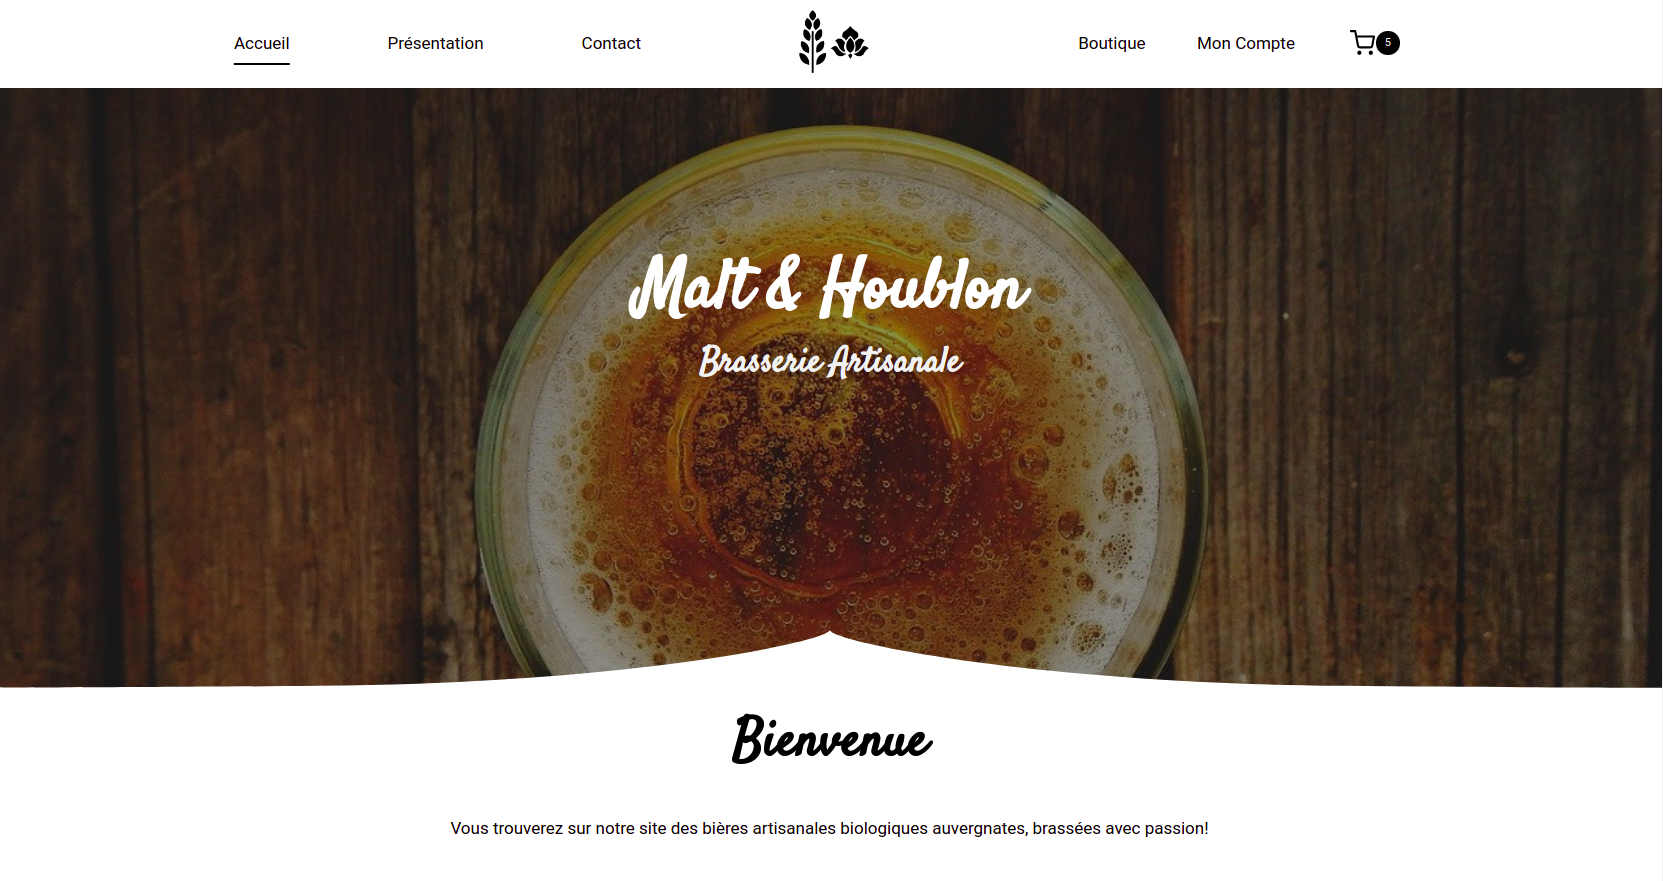 Accueil
Présentation
Contact
Boutique
Mon Compte
5
Malt & Houblon
Brasserie Artisanale
Bienvenue
Vous trouverez sur notre site des bières artisanales biologiques auvergnates, brassées avec passion!